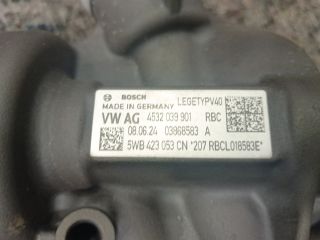 BOSCH
MADE IN GERMANY LEGETYPV40
VW AG 4532 039 901 RBC
08.06.24 03868583 A
5WB 423 053 CN *207 RBCL018583E*